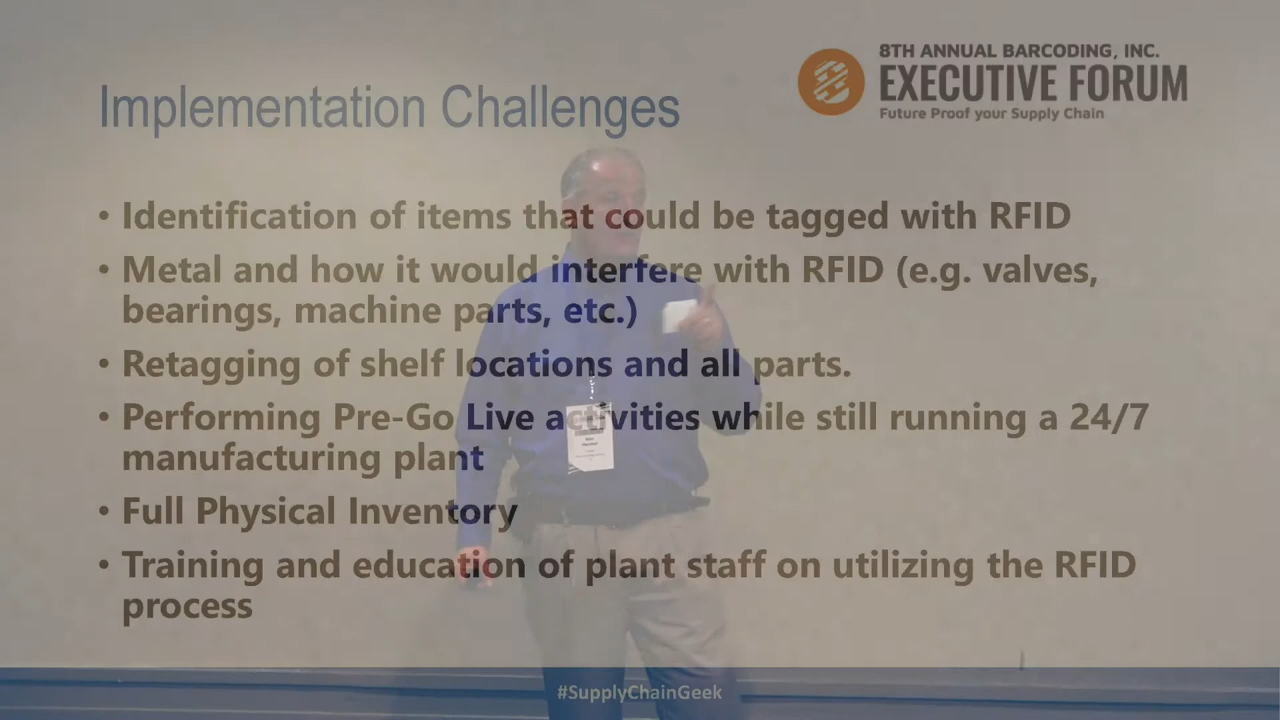 8TH ANNUAL BARCODING, INC.
EXECUTIVE FORUM
Future Proof your Supply Chain
Implementation Challenges
• Identification of items that could be tagged with RFID
• Metal and how it would interfere with RFID (e.g. valves,
bearings, machine parts, etc.)
• Retagging of shelf locations and all parts.
• Performing Pre-Go Live activities while still running a 24/7
manufacturing plant
• Full Physical Inventory
• Training and education of plant staff on utilizing the RFID
process
#SupplyChainGeek